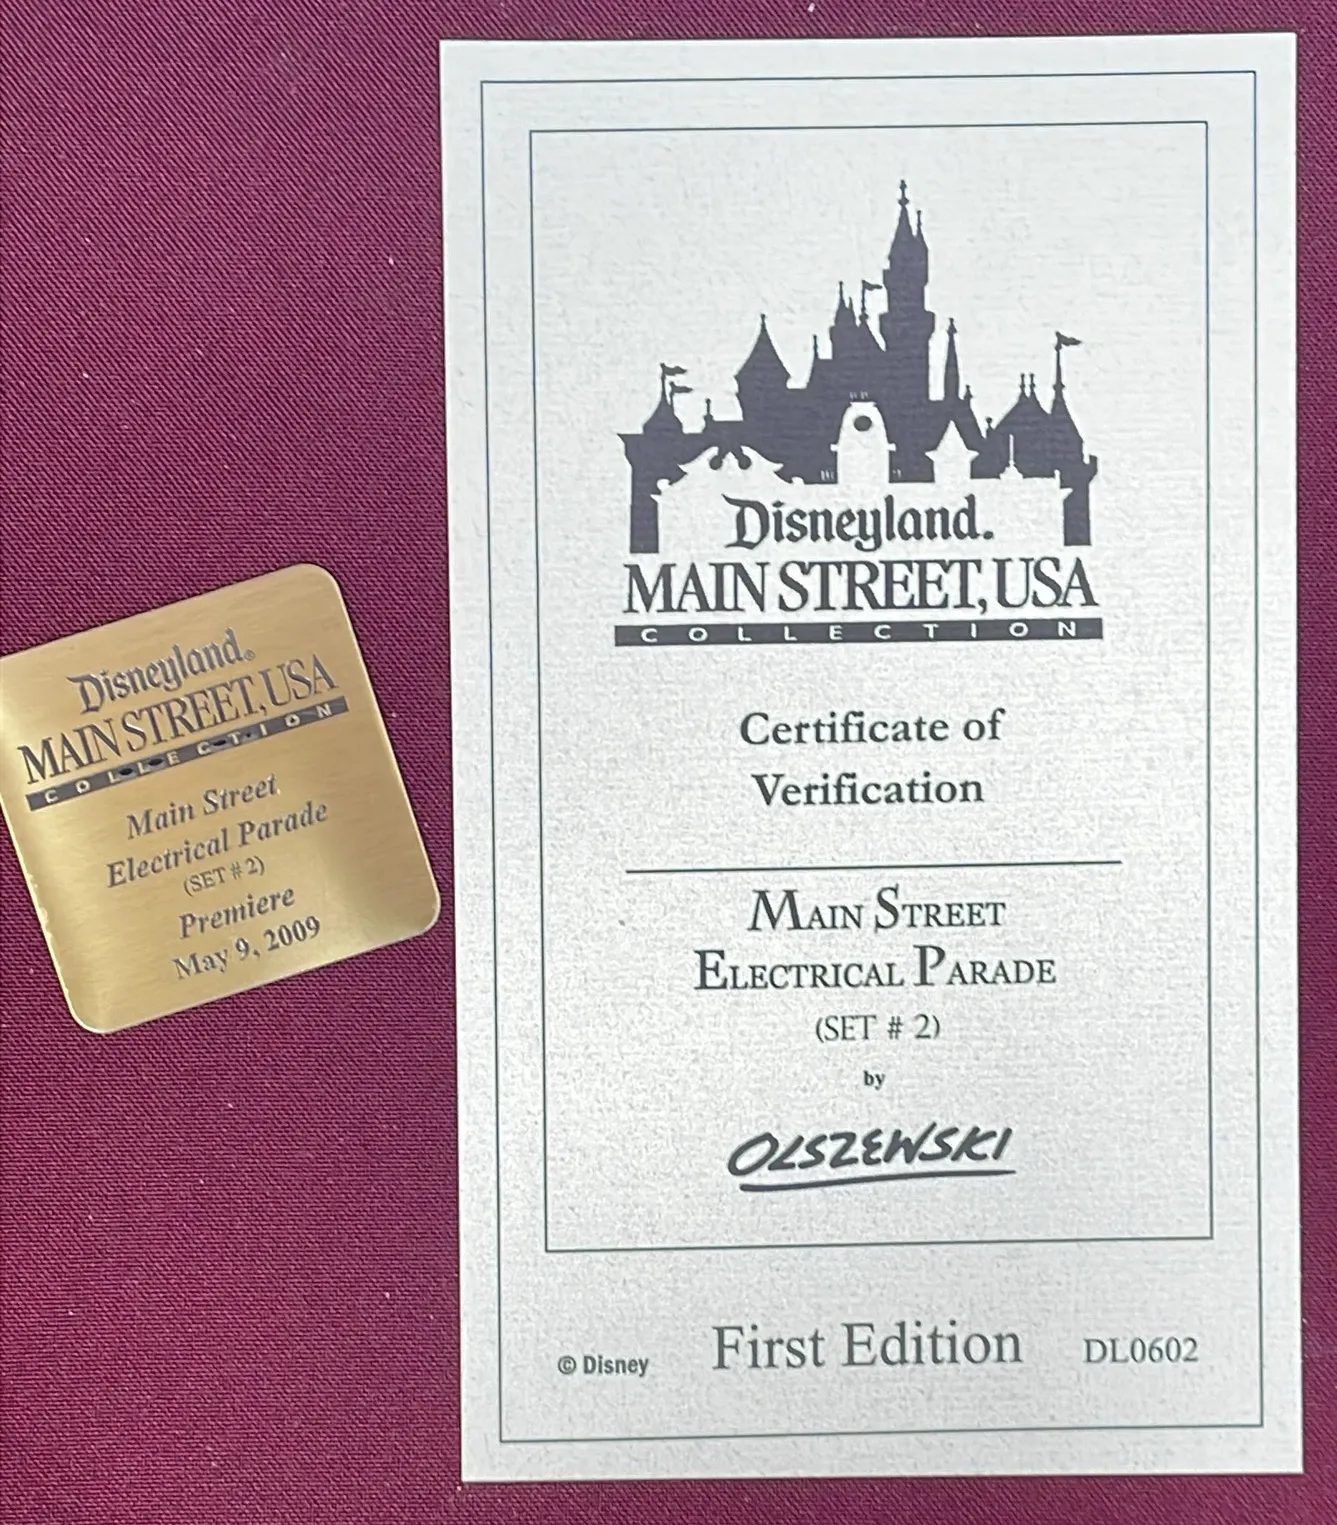 Disneyland®
MAIN STREET, USA
COLLECTION
Main Street
Electrical Parade
(SET # 2)
Premiere
May 9, 2009
Disneyland.
MAIN STREET, USA
COLLECTION
Certificate of
Verification
MAIN STREET
ELECTRICAL PARADE
(SET # 2)
by
OLSZEWSKI
© Disney First Edition DL0602